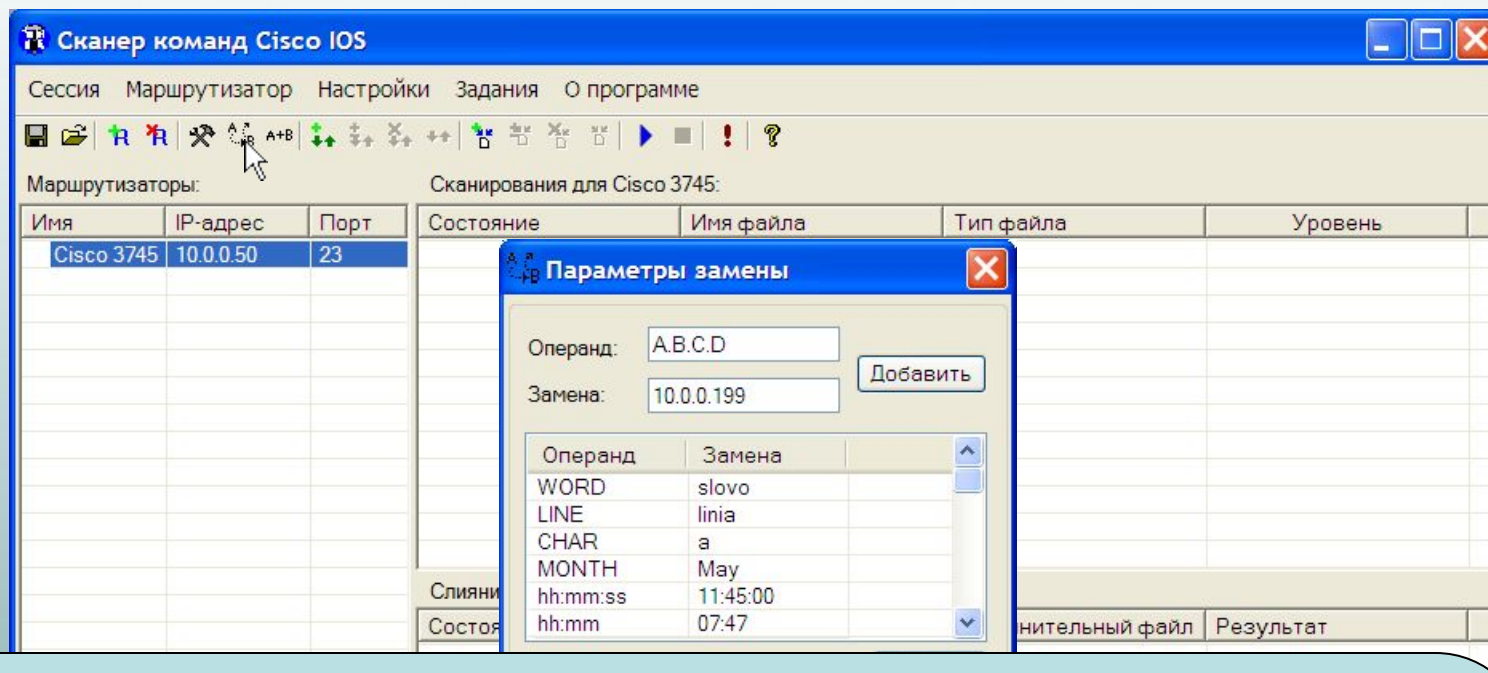 Сканер команд Cisco IOS
Сессия Маршрутизатор Настройки Задания О программе
A+B
Маршрутизаторы:
Сканирования для Cisco 3745:
Имя IP-адрес Порт Состояние Имя файла Тип файла Уровень
Cisco 3745 10.0.0.50 23
Параметры замены
Операнд: A.B.C.D
Добавить
Замена: 10.0.0.199
Операнд Замена
WORD slovo
LINE linia
CHAR a
MONTH May
hh:mm:ss 11:45:00
hh:mm 07:47
Слияни
Состоя
нительный файл Результат